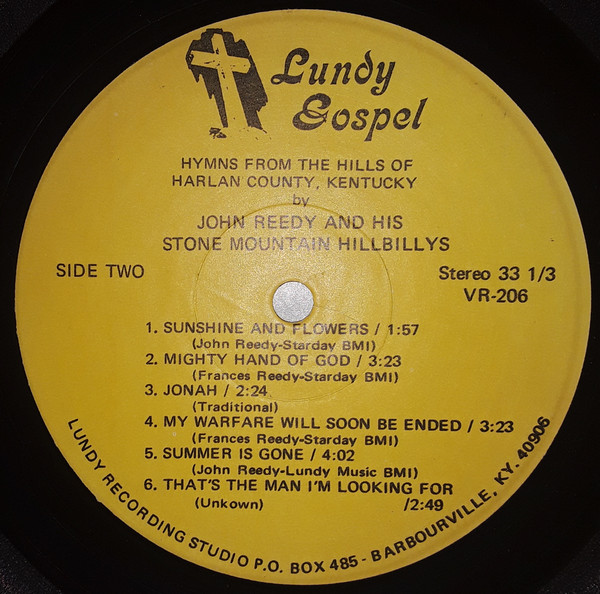 Lundy
Gospel
HYMNS FROM THE HILLS OF
HARLAN COUNTY, KENTUCKY
by
JOHN REEDY AND HIS
STONE MOUNTAIN HILLBILLYS
SIDE TWO
Stereo 33 1/3
VR-206
1. SUNSHINE AND FLOWERS / 1:57
(John Reedy-Starday BMI)
2. MIGHTY HAND OF GOD / 3:23
(Frances Reedy-Starday BMI)
3. JONAH / 2:24
(Traditional)
4. MY WARFARE WILL SOON BE ENDED / 3:23
(Frances Reedy-Starday BMI)
5. SUMMER IS GONE / 4:02
(John Reedy-Lundy Music BMI)
6. THAT'S THE MAN I'M LOOKING FOR
(Unkown) /2:49
LUNDY RECORDING STUDIO P.O. BOX 485 - BARBOURVILLE, KY. 40906